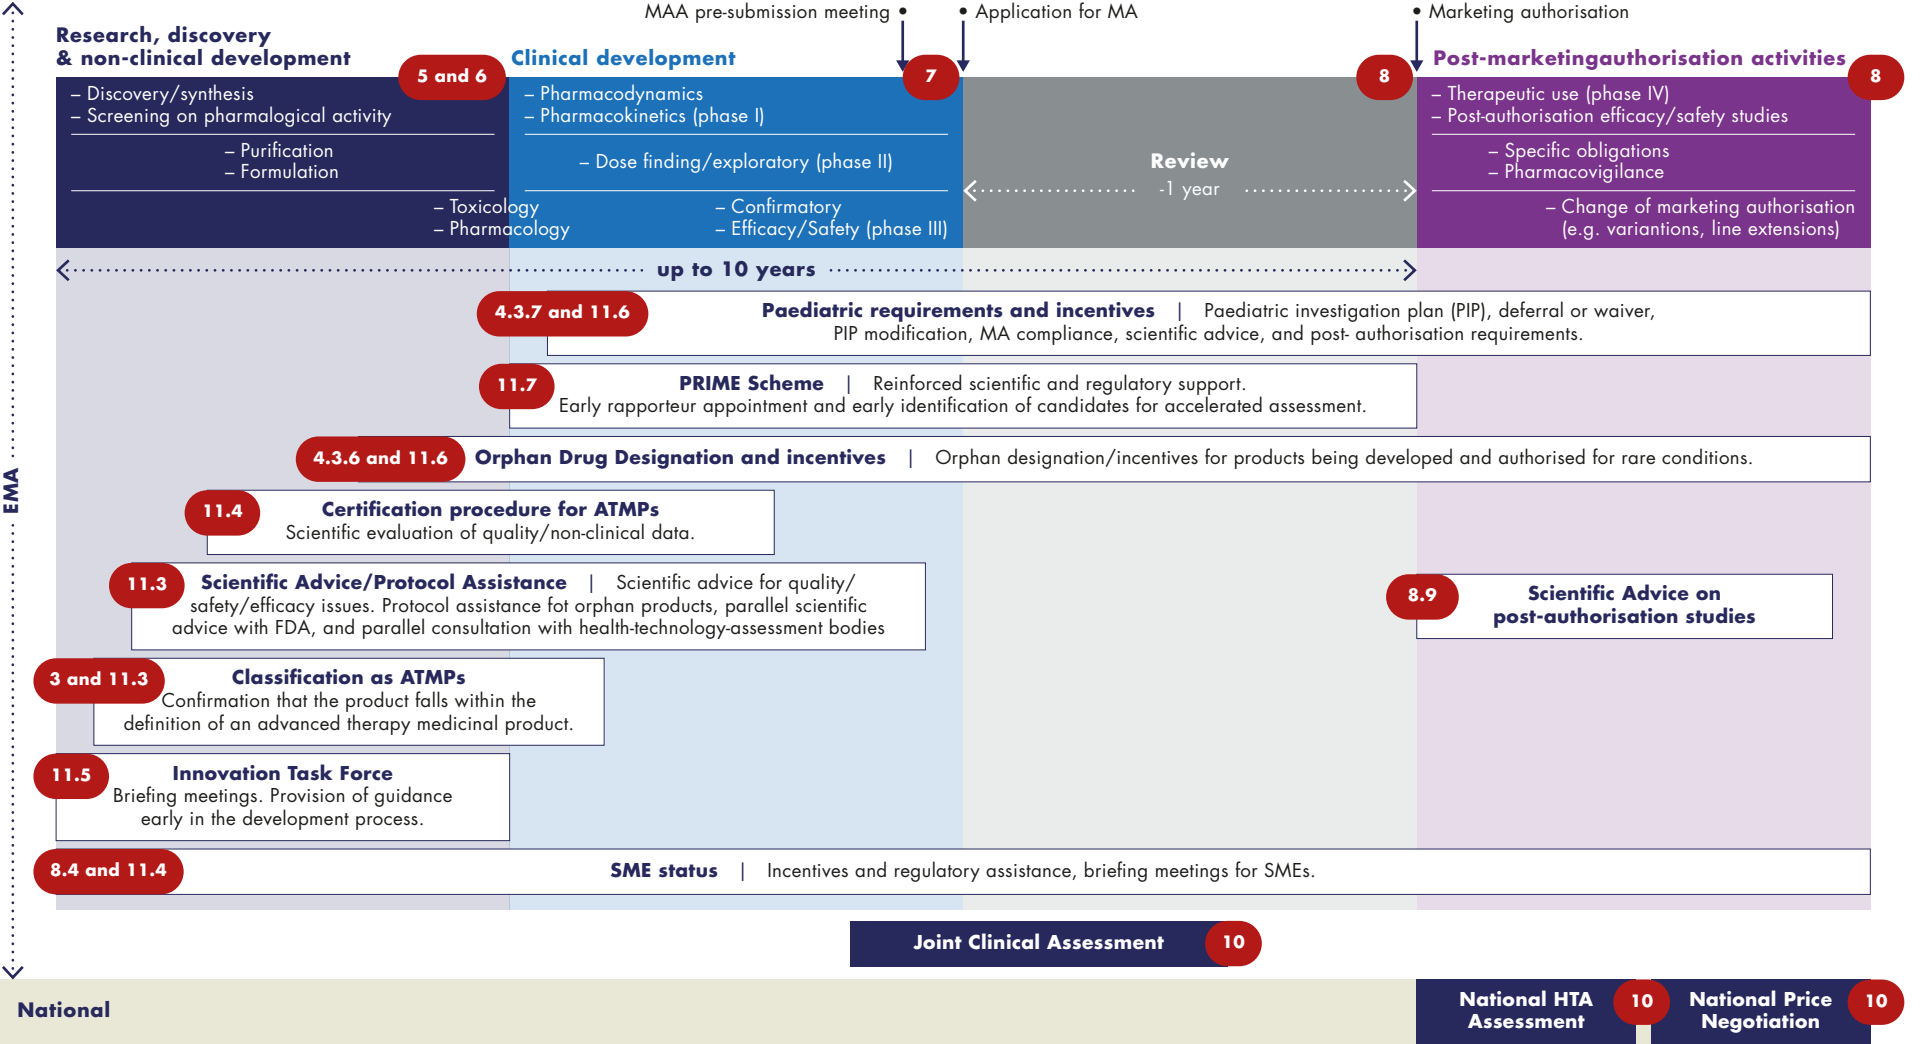 MAA pre-submission meeting •
• Application for MA
• Marketing authorisation
Research, discovery
& non-clinical development
5 and 6
Clinical development
7
8
Post-marketingauthorisation activities
8
– Discovery/synthesis
– Screening on pharmalogical activity
– Purification
– Formulation
– Toxicology
– Pharmacology
– Pharmacodynamics
– Pharmacokinetics (phase I)
– Dose finding/exploratory (phase II)
– Confirmatory
– Efficacy/Safety (phase III)
Review
-1 year
– Therapeutic use (phase IV)
– Post-authorisation efficacy/safety studies
– Specific obligations
– Pharmacovigilance
– Change of marketing authorisation
(e.g. variantions, line extensions)
up to 10 years
4.3.7 and 11.6
Paediatric requirements and incentives | Paediatric investigation plan (PIP), deferral or waiver,
PIP modification, MA compliance, scientific advice, and post- authorisation requirements.
11.7
PRIME Scheme | Reinforced scientific and regulatory support.
Early rapporteur appointment and early identification of candidates for accelerated assessment.
4.3.6 and 11.6
Orphan Drug Designation and incentives | Orphan designation/incentives for products being developed and authorised for rare conditions.
EMA
11.4
Certification procedure for ATMPs
Scientific evaluation of quality/non-clinical data.
11.3
Scientific Advice/Protocol Assistance | Scientific advice for quality/
safety/efficacy issues. Protocol assistance fot orphan products, parallel scientific
advice with FDA, and parallel consultation with health-technology-assessment bodies
8.9
Scientific Advice on
post-authorisation studies
3 and 11.3
Classification as ATMPs
Confirmation that the product falls within the
definition of an advanced therapy medicinal product.
11.5
Innovation Task Force
Briefing meetings. Provision of guidance
early in the development process.
8.4 and 11.4
SME status | Incentives and regulatory assistance, briefing meetings for SMEs.
Joint Clinical Assessment
10
National
National HTA
Assessment
10
National Price
Negotiation
10